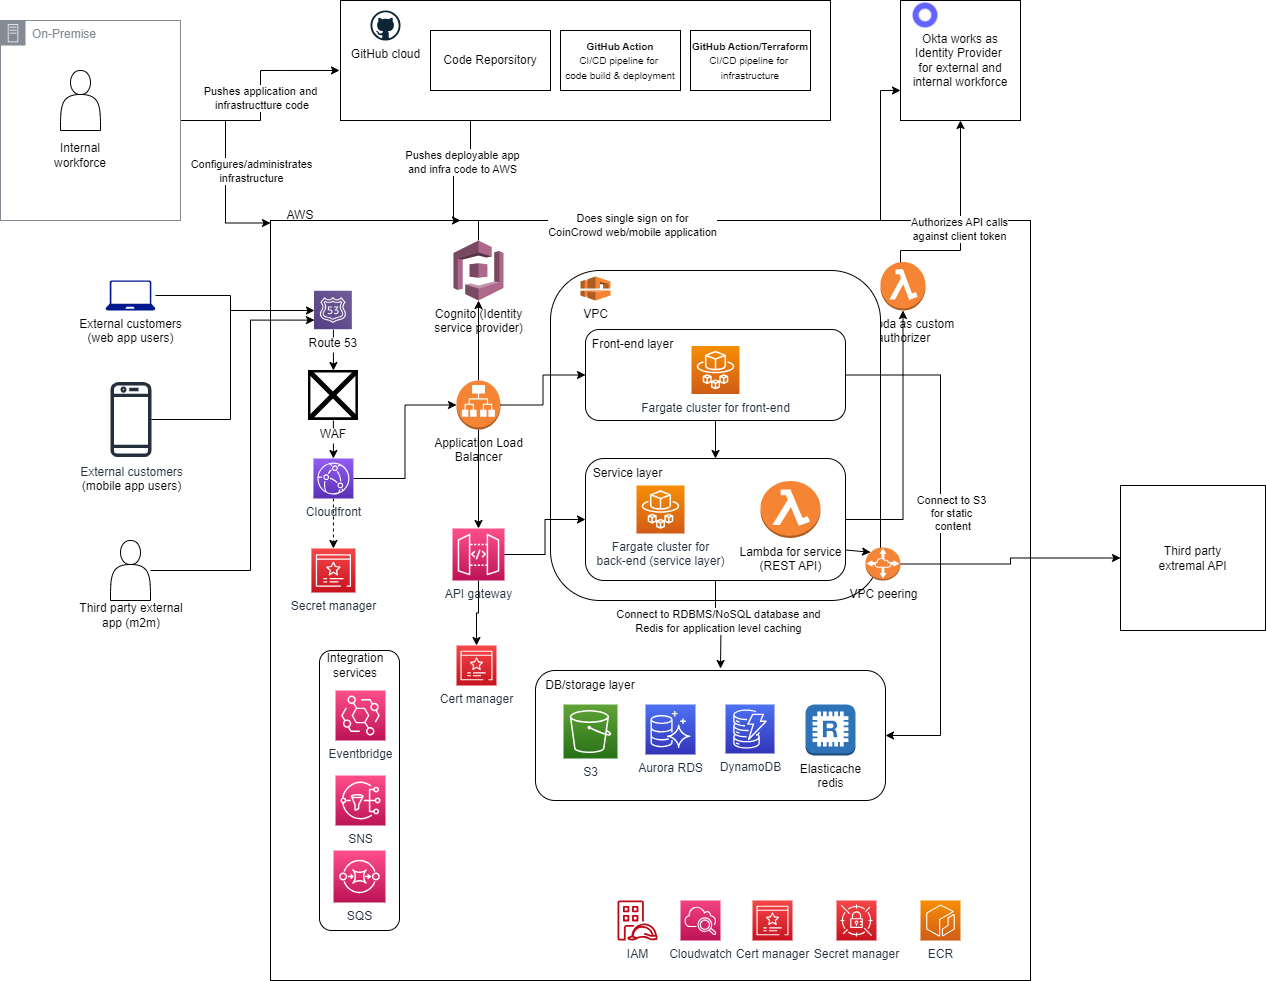 On-Premise
Internal
workforce
GitHub cloud
Code Reporsitory
GitHub Action
CI/CD pipeline for
code build & deployment
GitHub Action/Terraform
CI/CD pipeline for
infrastructure
Okta works as
Identity Provider
for external and
internal workforce
Pushes application and
infrastructture code
Configures/administrates
infrastructure
Pushes deployable app
and infra code to AWS
AWS
Does single sign on for
CoinCrowd web/mobile application
Authorizes API calls
against client token
External customers
(web app users)
53
Route 53
Cognito (Identity
service provider)
VPC
bda as custom
authorizer
Front-end layer
Fargate cluster for front-end
WAF
External customers
(mobile app users)
Application Load
Balancer
Cloudfront
Service layer
Fargate cluster for
back-end (service layer)
Lambda for service
(REST API)
Connect to S3
for static
content
Third party
extremal API
VPC peering
API gateway
Secret manager
Third party external
app (m2m)
Connect to RDBMS/NoSQL database and
Redis for application level caching
Cert manager
Integration
services
Eventbridge
SNS
SQS
DB/storage layer
S3
Aurora RDS
DynamoDB
R
Elasticache
redis
IAM
Cloudwatch
Cert manager
Secret manager
ECR